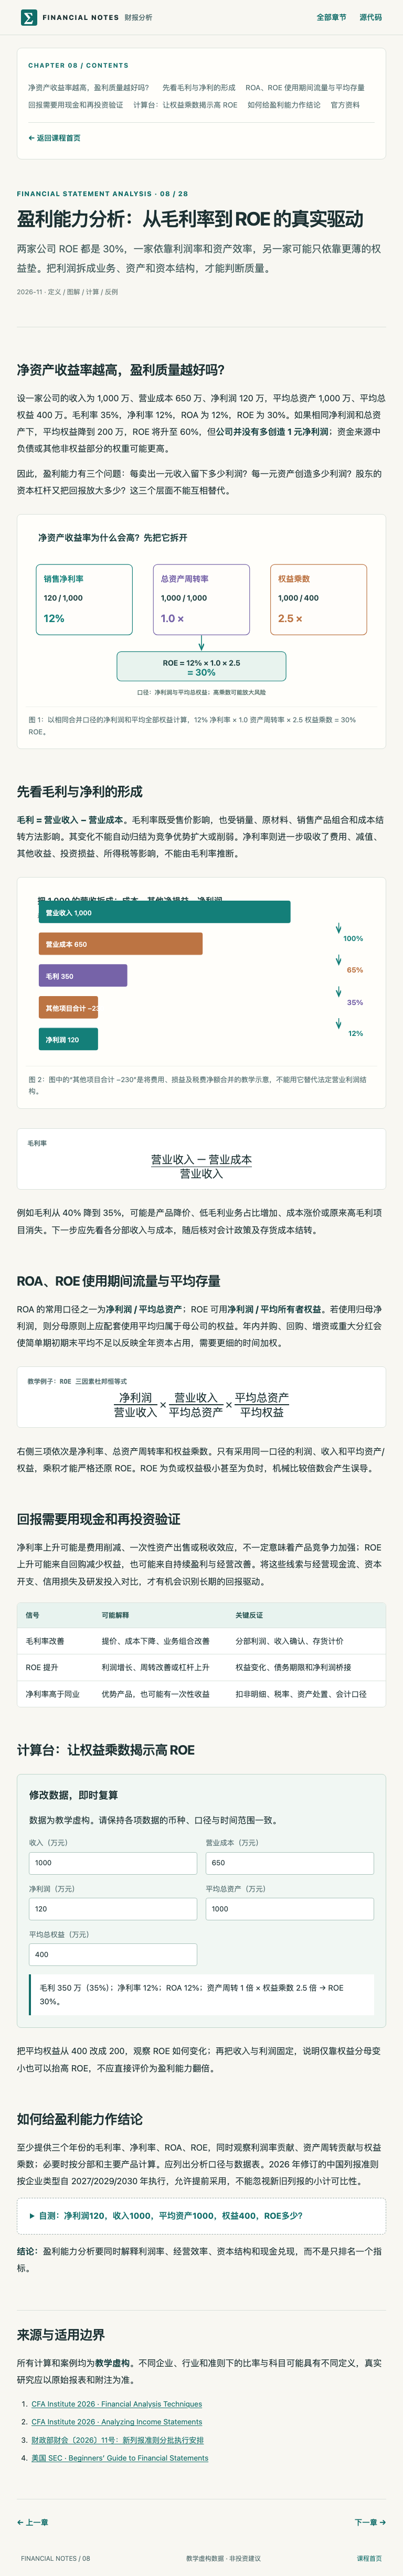 FINANCIAL NOTES 财报分析
全部章节 源代码
CHAPTER 08 / CONTENTS
净资产收益率越高，盈利质量越好吗？ 先看毛利与净利的形成 ROA、ROE 使用期间流量与平均存量
回报需要用现金和再投资验证 计算台：让权益乘数揭示高 ROE 如何给盈利能力作结论 官方资料
← 返回课程首页
FINANCIAL STATEMENT ANALYSIS · 08 / 28
盈利能力分析：从毛利率到 ROE 的真实驱动
两家公司 ROE 都是 30%，一家依靠利润率和资产效率，另一家可能只依靠更薄的权
益垫。把利润拆成业务、资产和资本结构，才能判断质量。
2026-11 · 定义 / 图解 / 计算 / 反例
净资产收益率越高，盈利质量越好吗？
设一家公司的收入为 1,000 万、营业成本 650 万、净利润 120 万，平均总资产 1,000 万、平均总
权益 400 万。毛利率 35%，净利率 12%，ROA 为 12%，ROE 为 30%。如果相同净利润和总资
产下，平均权益降到 200 万，ROE 将升至 60%，但公司并没有多创造 1 元净利润；资金来源中
负债或其他非权益部分的权重可能更高。
因此，盈利能力有三个问题：每卖出一元收入留下多少利润？每一元资产创造多少利润？股东的
资本杠杆又把回报放大多少？这三个层面不能互相替代。
净资产收益率为什么会高？先把它拆开
销售净利率
120 / 1,000
12%
总资产周转率
1,000 / 1,000
1.0 ×
权益乘数
1,000 / 400
2.5 ×
ROE = 12% × 1.0 × 2.5
= 30%
口径：净利润与平均总权益；高乘数可能放大风险
图 1：以相同合并口径的净利润和平均全部权益计算，12% 净利率 × 1.0 资产周转率 × 2.5 权益乘数 = 30%
ROE。
先看毛利与净利的形成
毛利 = 营业收入 − 营业成本。毛利率既受售价影响，也受销量、原材料、销售产品组合和成本结
转方法影响。其变化不能自动归结为竞争优势扩大或削弱。净利率则进一步吸收了费用、减值、
其他收益、投资损益、所得税等影响，不能由毛利率推断。
把 1,000 的营收拆成：成本、其他净损益、净利润
营业收入 1,000
100%
营业成本 650
65%
毛利 350
35%
其他项目合计 −23
12%
净利润 120
图 2：图中的“其他项目合计 −230”是将费用、损益及税费净额合并的教学示意，不能用它替代法定营业利润结
构。
毛利率
营业收入 − 营业成本
营业收入
例如毛利从 40% 降到 35%，可能是产品降价、低毛利业务占比增加、成本涨价或原来高毛利项
目消失。下一步应先看各分部收入与成本，随后核对会计政策及存货成本结转。
ROA、ROE 使用期间流量与平均存量
ROA 的常用口径之一为净利润 / 平均总资产；ROE 可用净利润 / 平均所有者权益。若使用归母净
利润，则分母原则上应配套使用平均归属于母公司的权益。年内并购、回购、增资或重大分红会
使简单期初期末平均不足以反映全年资本占用，需要更细的时间加权。
教学例子：ROE 三因素杜邦恒等式
净利润 营业收入 平均总资产
× ×
营业收入 平均总资产 平均权益
右侧三项依次是净利率、总资产周转率和权益乘数。只有采用同一口径的利润、收入和平均资产/
权益，乘积才能严格还原 ROE。ROE 为负或权益极小甚至为负时，机械比较倍数会产生误导。
回报需要用现金和再投资验证
净利率上升可能是费用削减、一次性资产出售或税收效应，不一定意味着产品竞争力加强；ROE
上升可能来自回购减少权益，也可能来自持续盈利与经营改善。将这些线索与经营现金流、资本
开支、信用损失及研发投入对比，才有机会识别长期的回报驱动。
信号 可能解释 关键反证
毛利率改善 提价、成本下降、业务组合改善 分部利润、收入确认、存货计价
ROE 提升 利润增长、周转改善或杠杆上升 权益变化、债务期限和净利润桥接
净利率高于同业 优势产品，也可能有一次性收益 扣非明细、税率、资产处置，会计口径
计算台：让权益乘数揭示高 ROE
修改数据，即时复算
数据为教学虚构。请保持各项数据的币种、口径与时间范围一致。
收入（万元） 营业成本（万元）
1000 650
净利润（万元） 平均总资产（万元）
120 1000
平均总权益（万元）
400
毛利 350 万（35%）；净利率 12%；ROA 12%；资产周转 1 倍 × 权益乘数 2.5 倍 → ROE
30%。
把平均权益从 400 改成 200，观察 ROE 如何变化；再把收入与利润固定，说明仅靠权益分母变
小也可以抬高 ROE，不应直接评价为盈利能力翻倍。
如何给盈利能力作结论
至少提供三个年份的毛利率、净利率、ROA、ROE，同时观察利润率贡献、资产周转贡献与权益
乘数；必要时按分部和主要产品计算。应列出分析口径与数据表。2026 年修订的中国列报准则
按企业类型自 2027/2029/2030 年执行，允许提前采用，不能忽视新旧列报的小计可比性。
▶ 自测：净利润120，收入1000，平均资产1000，权益400，ROE多少？
结论：盈利能力分析要同时解释利润率、经营效率、资本结构和现金兑现，而不是只排名一个指
标。
来源与适用边界
所有计算和案例均为教学虚构。不同企业、行业和准则下的比率与科目可能具有不同定义，真实
研究应以原始报表和附注为准。
1. CFA Institute 2026 · Financial Analysis Techniques
2. CFA Institute 2026 · Analyzing Income Statements
3. 财政部财会〔2026〕11号：新列报准则分批执行安排
4. 美国 SEC · Beginners' Guide to Financial Statements
← 上一章 下一章 →
FINANCIAL NOTES / 08 教学虚构数据 · 非投资建议 课程首页